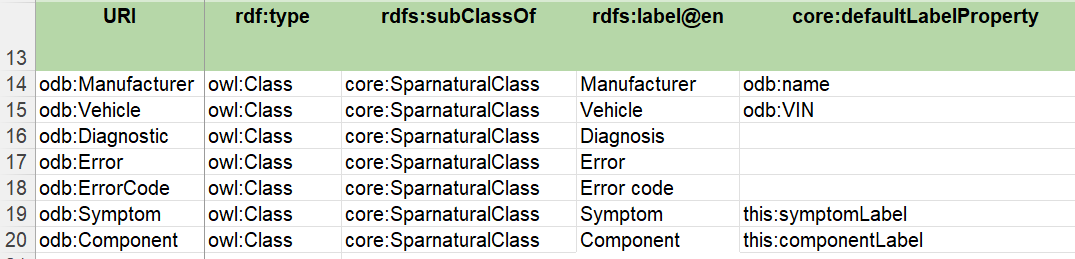 URI rdf:type rdfs:subClassOf rdfs:label@en core:defaultLabelProperty
13
14 odb:Manufacturer owl:Class core:SparnaturalClass Manufacturer odb:name
15 odb:Vehicle owl:Class core:SparnaturalClass Vehicle odb:VIN
16 odb:Diagnostic owl:Class core:SparnaturalClass Diagnosis
17 odb:Error owl:Class core:SparnaturalClass Error
18 odb:ErrorCode owl:Class core:SparnaturalClass Error code
19 odb:Symptom owl:Class core:SparnaturalClass Symptom this:symptomLabel
20 odb:Component owl:Class core:SparnaturalClass Component this:componentLabel